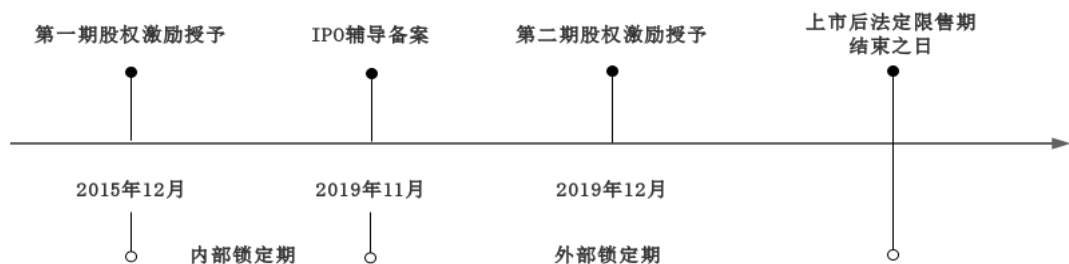 第一期股权激励授予
IPO辅导备案
第二期股权激励授予
上市后法定限售期
结束之日
2015年12月
2019年11月
2019年12月
内部锁定期
外部锁定期